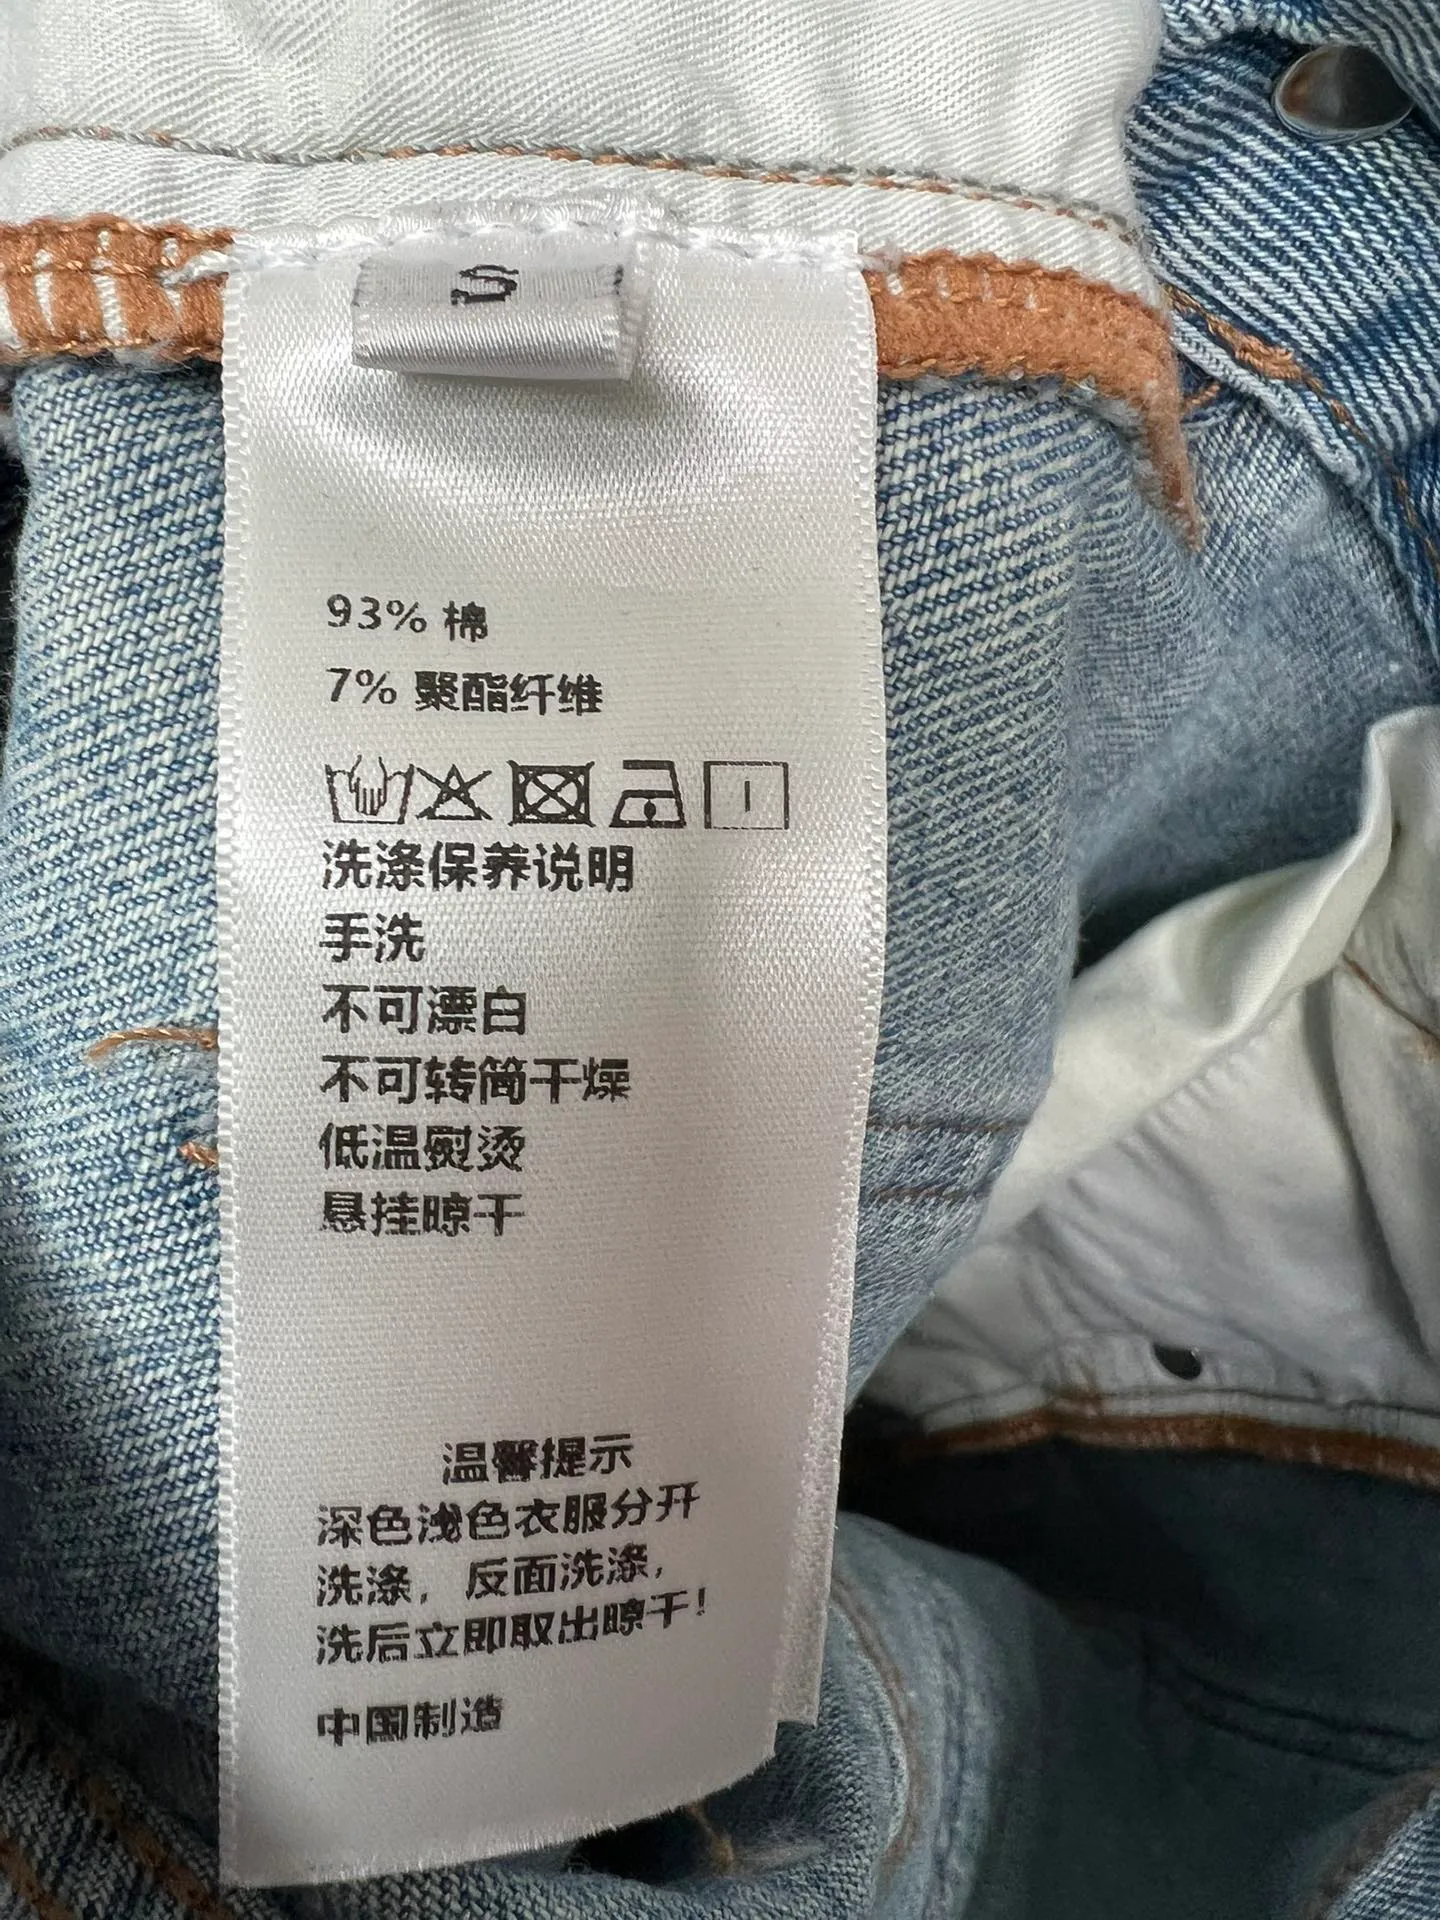 93% 棉
7% 聚酯纤维
洗涤保养说明
手洗
不可漂白
不可转筒干燥
低温熨烫
悬挂晾干
温馨提示
深色浅色衣服分开
洗涤，反面洗涤，
洗后立即取出晾干！
中国制造